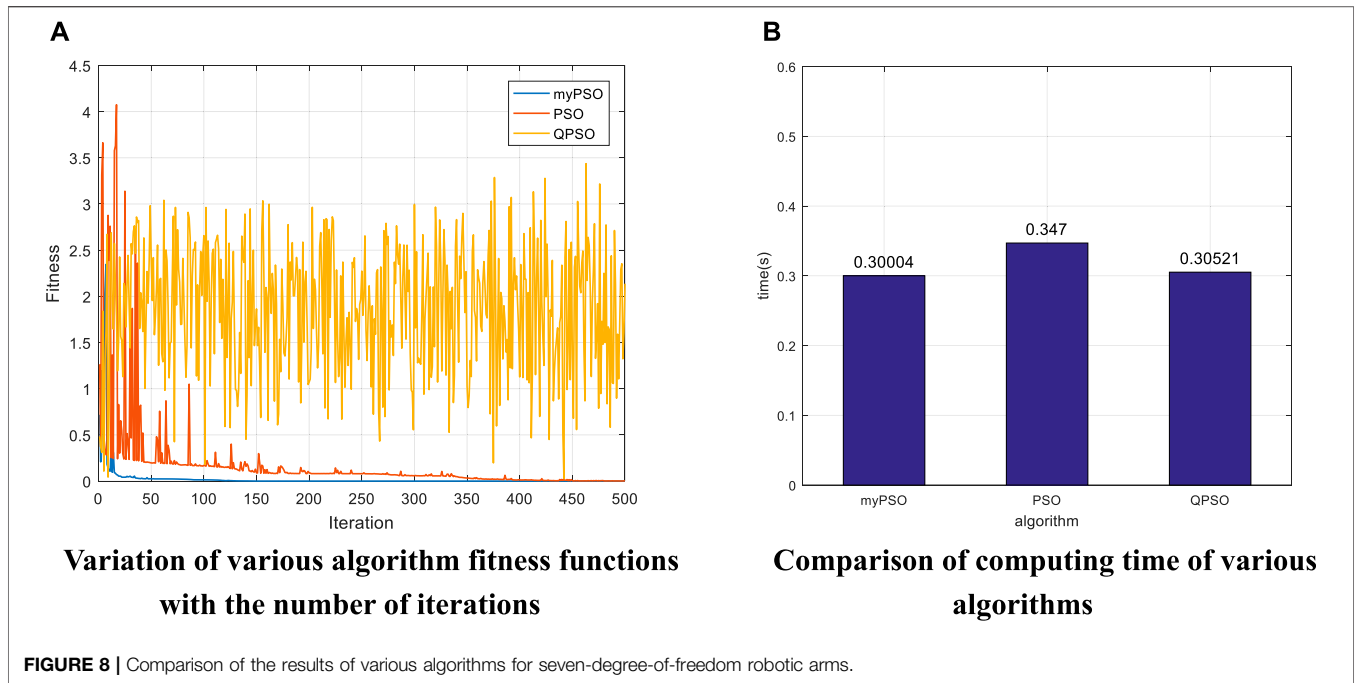 A
4.5
4
3.5
3
2.5
2
1.5
1
0.5
0
Fitness
myPSO
PSO
QPSO
0 50 100 150 200 250 300 350 400 450 500
Iteration
Variation of various algorithm fitness functions
with the number of iterations
B
0.6
0.5
0.4
0.3
0.2
0.1
0
time(s)
0.30004
0.347
0.30521
myPSO PSO QPSO
algorithm
Comparison of computing time of various
algorithms
FIGURE 8 | Comparison of the results of various algorithms for seven-degree-of-freedom robotic arms.